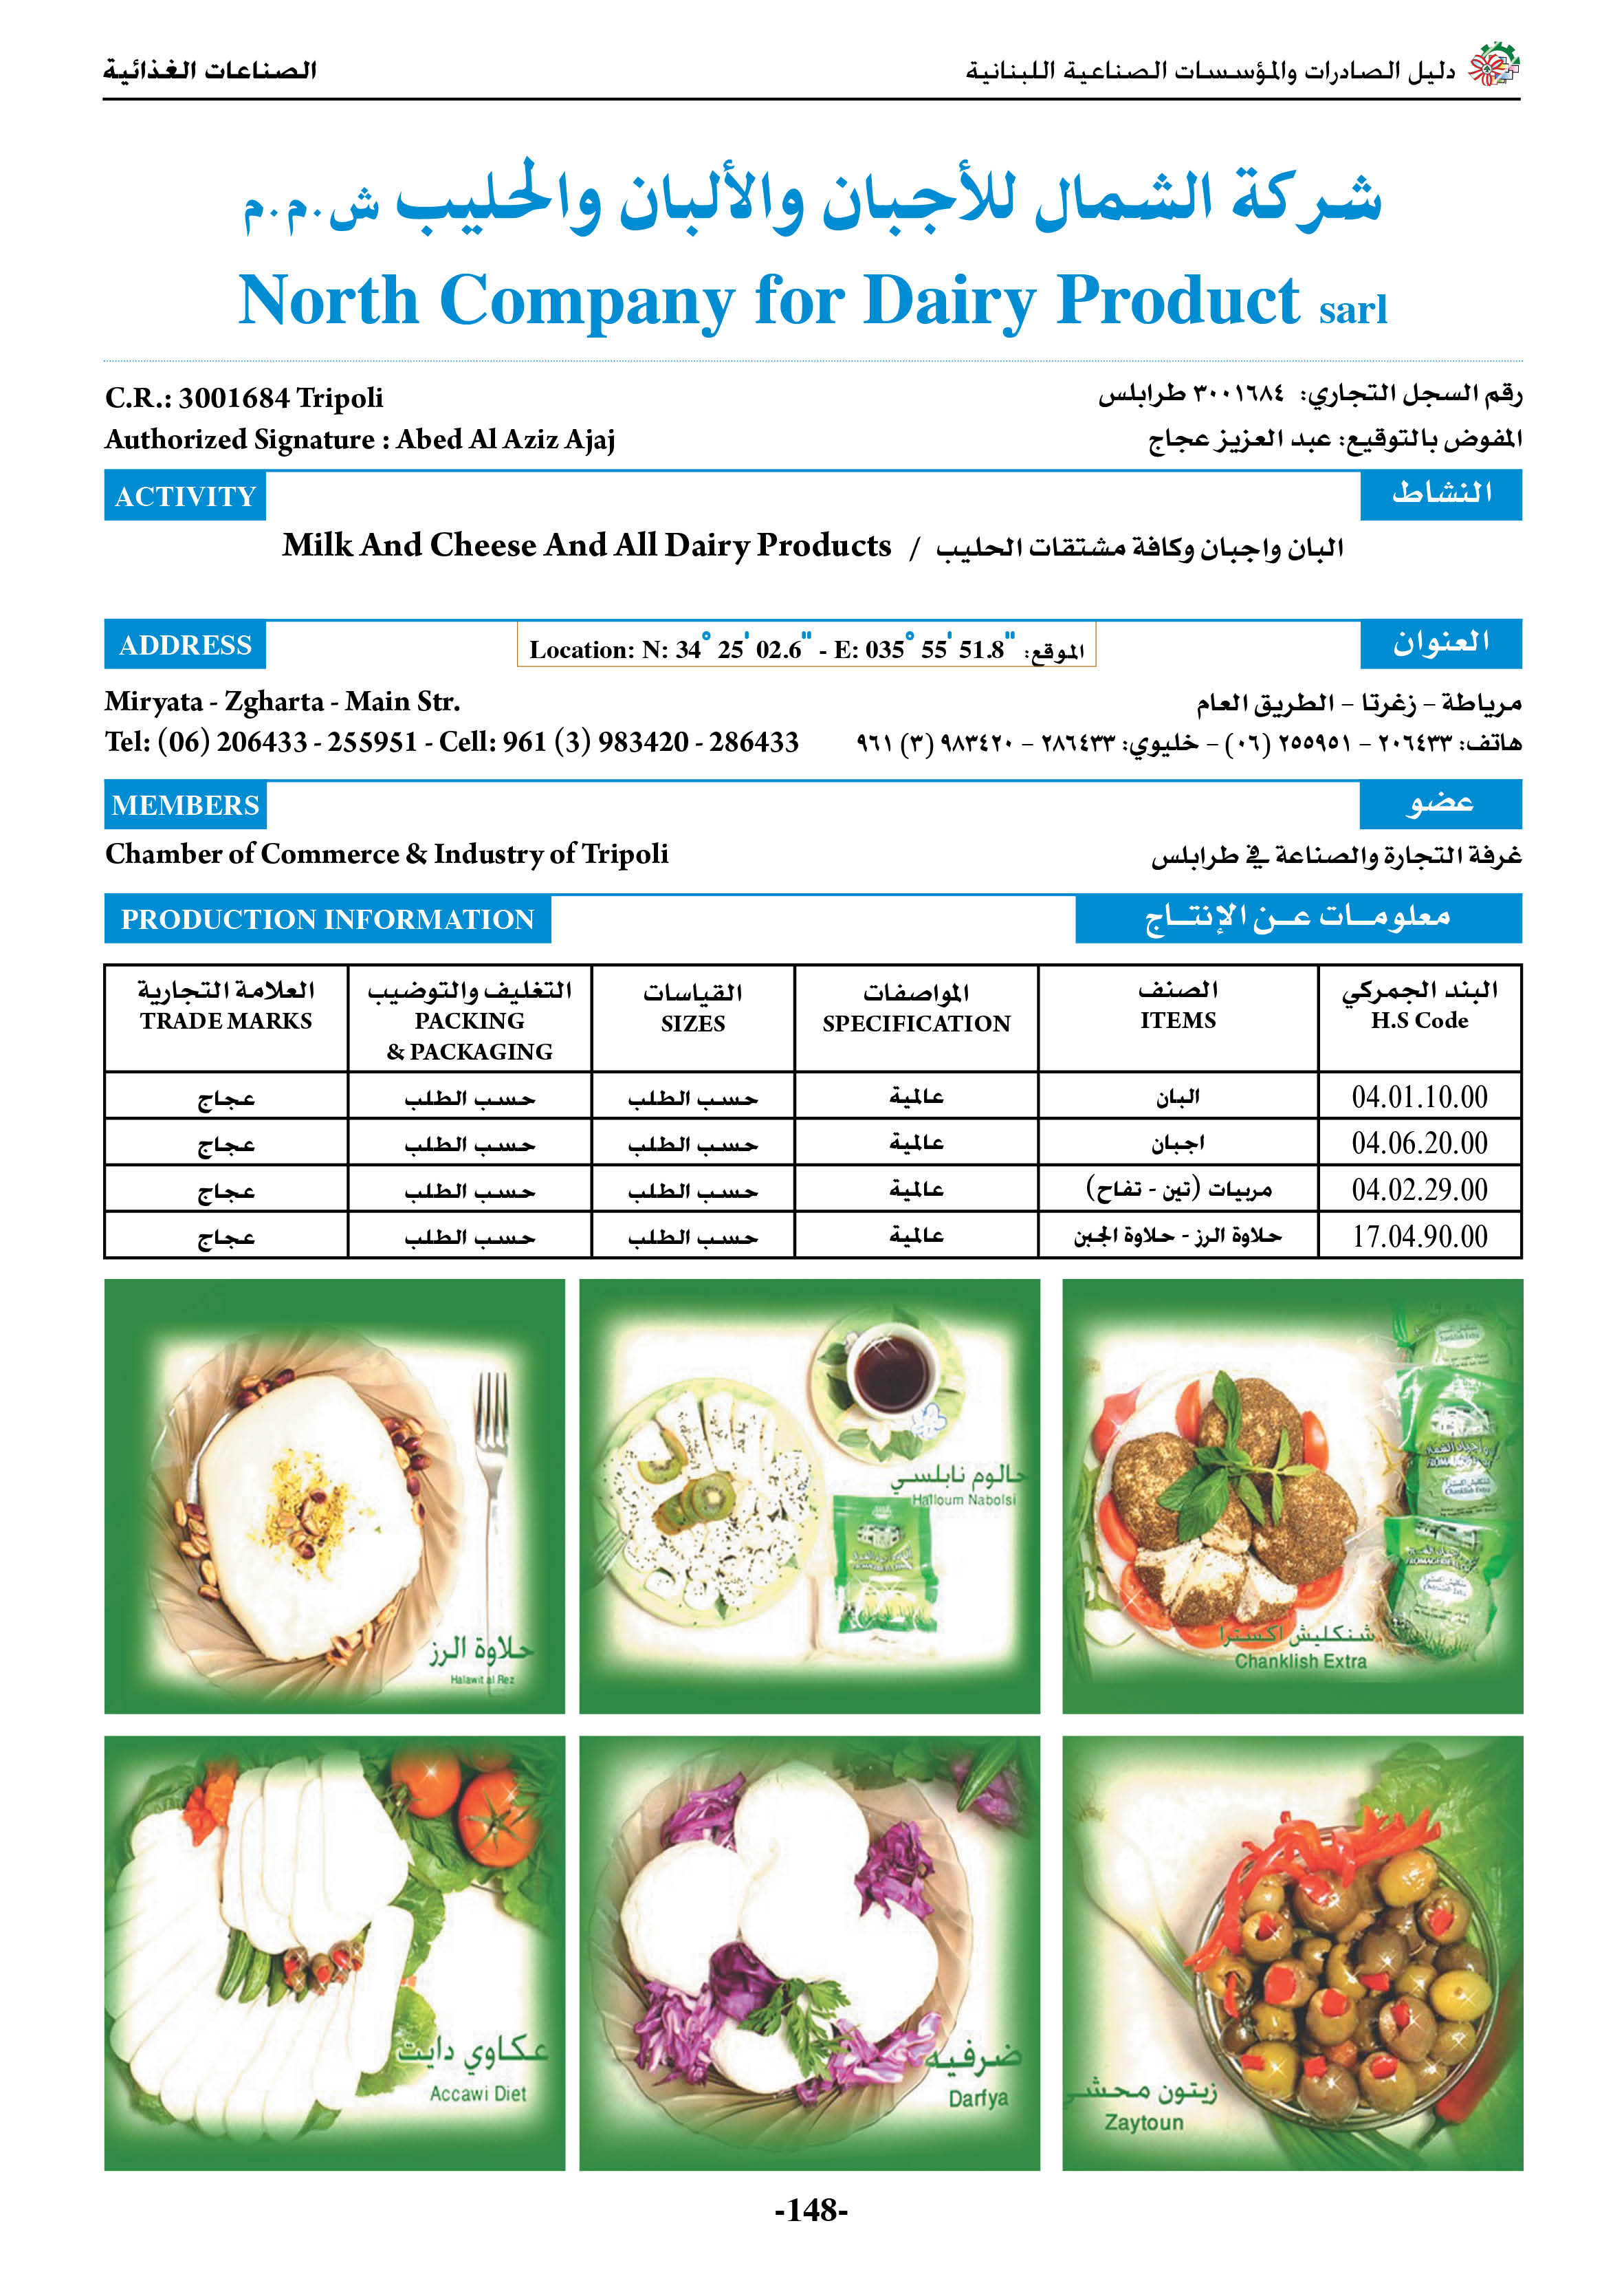 دليل الصادرات والمؤسسات الصناعية اللبنانية
الصناعات الغذائية
شركة الشمال للأجبان والألبان والحليب ش.م.م
North Company for Dairy Product sarl
C.R.: 3001684 Tripoli
رقم السجل التجاري: ٣٠٠١٦٨٤ طرابلس
Authorized Signature : Abed Al Aziz Ajaj
المفوض بالتوقيع: عبد العزيز عجاج
ACTIVITY
النشاط
Milk And Cheese And All Dairy Products / البان واجبان وكافة مشتقات الحليب
ADDRESS
Location: N: 34° 25' 02.6" - E: 035° 55' 51.8" :الموقع
العنوان
Miryata - Zgharta - Main Str.
مرياطة – زغرتا – الطريق العام
Tel: (06) 206433 - 255951 - Cell: 961 (3) 983420 - 286433
هاتف: ٢٠٦٤٣٣ – ٢٥٥٩٥١ (٠٦) – خليوي: ٢٨٦٤٣٣ – ٩٨٣٤٢٠ (٣) ٩٦١
MEMBERS
عضو
Chamber of Commerce & Industry of Tripoli
غرفة التجارة والصناعة في طرابلس
PRODUCTION INFORMATION
معلومـات عـن الإنتـاج
العلامة التجارية
TRADE MARKS
التغليف والتوضيب
PACKING
& PACKAGING
القياسات
SIZES
المواصفات
SPECIFICATION
الصنف
ITEMS
البند الجمركي
H.S Code
عجاج حسب الطلب حسب الطلب عالمية البان 04.01.10.00
عجاج حسب الطلب حسب الطلب عالمية اجبان 04.06.20.00
عجاج حسب الطلب حسب الطلب عالمية مربيات (تين - تفاح) 04.02.29.00
عجاج حسب الطلب حسب الطلب عالمية حلاوة الرز - حلاوة الجبن 17.04.90.00
حلاوة الرز
Halawit al Rez
حالوم نابلسي
Halloum Nabolsi
شنكليش اكسترا
Chanklish Extra
Chanklish Extra
عكاوي دايت
Accawi Diet
ضرفيه
Darfya
زيتون محشي
Zaytoun
-148-